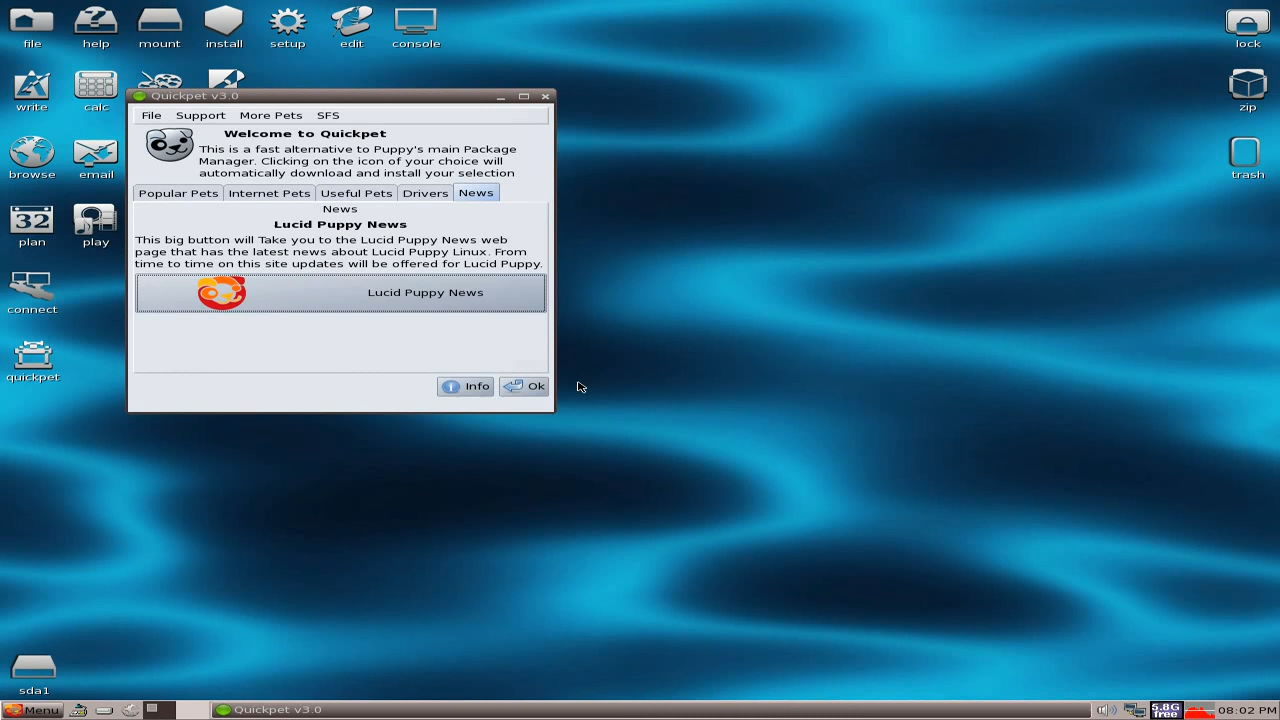 file help mount install setup edit console lock
write calc zip
Quickpet v3.0
File Support More Pets SFS
Welcome to Quickpet
This is a fast alternative to Puppy's main Package
Manager. Clicking on the icon of your choice will
automatically download and install your selection
Popular Pets Internet Pets Useful Pets Drivers News
News
Lucid Puppy News
This big button will Take you to the Lucid Puppy News web
page that has the latest news about Lucid Puppy Linux. From
time to time on this site updates will be offered for Lucid Puppy.
Lucid Puppy News
Info Ok
browse email trash
32
plan play
connect
quickpet
sda1
Menu Quickpet v3.0 5.8G free 08:02 PM